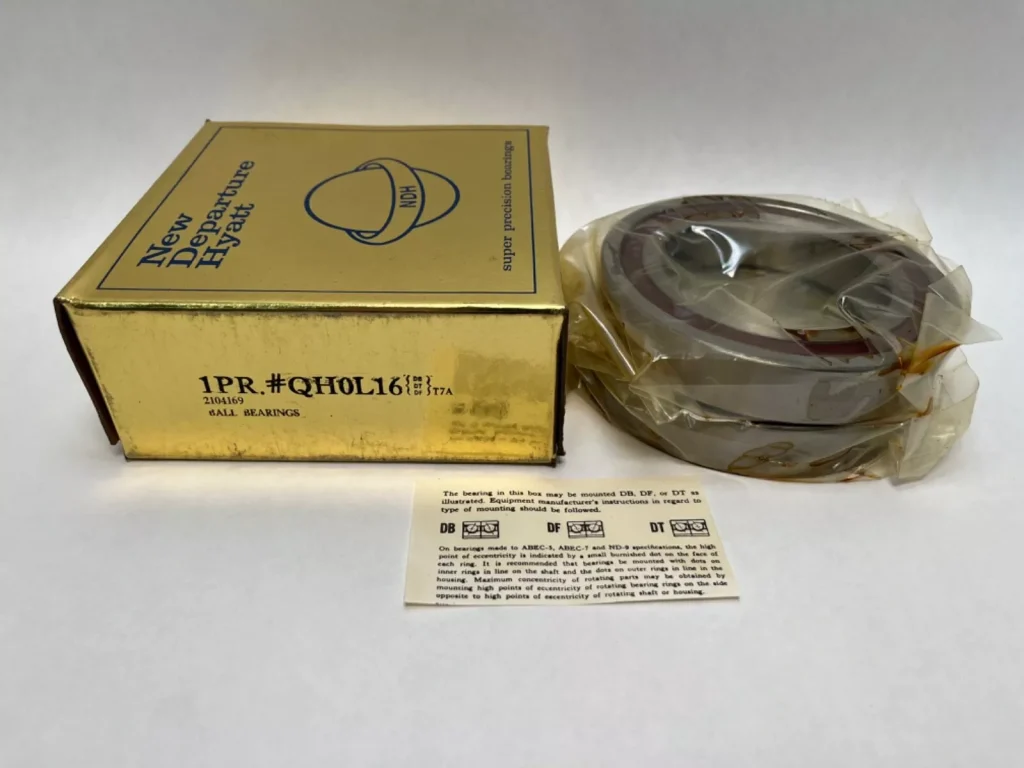 New
Departure
Hyatt
NDH
super precision bearings
1PR. #QH0L16 { DB DT DF } T7A
2104169
BALL BEARINGS
The bearing in this box may be mounted DB, DF, or DT as
illustrated. Equipment manufacturer's instructions in regard to
type of mounting should be followed.
DB DF DT
On bearings made to ABEC-5, ABEC-7 and ND-9 specifications, the high
point of eccentricity is indicated by a small burnished dot on the face of
each ring. It is recommended that bearings be mounted with dots on
inner rings in line on the shaft and the dots on outer rings in line in the
housing. Maximum concentricity of rotating parts may be obtained by
mounting high points of eccentricity of rotating bearing rings on the side
opposite to high points of eccentricity of rotating shaft or housing.